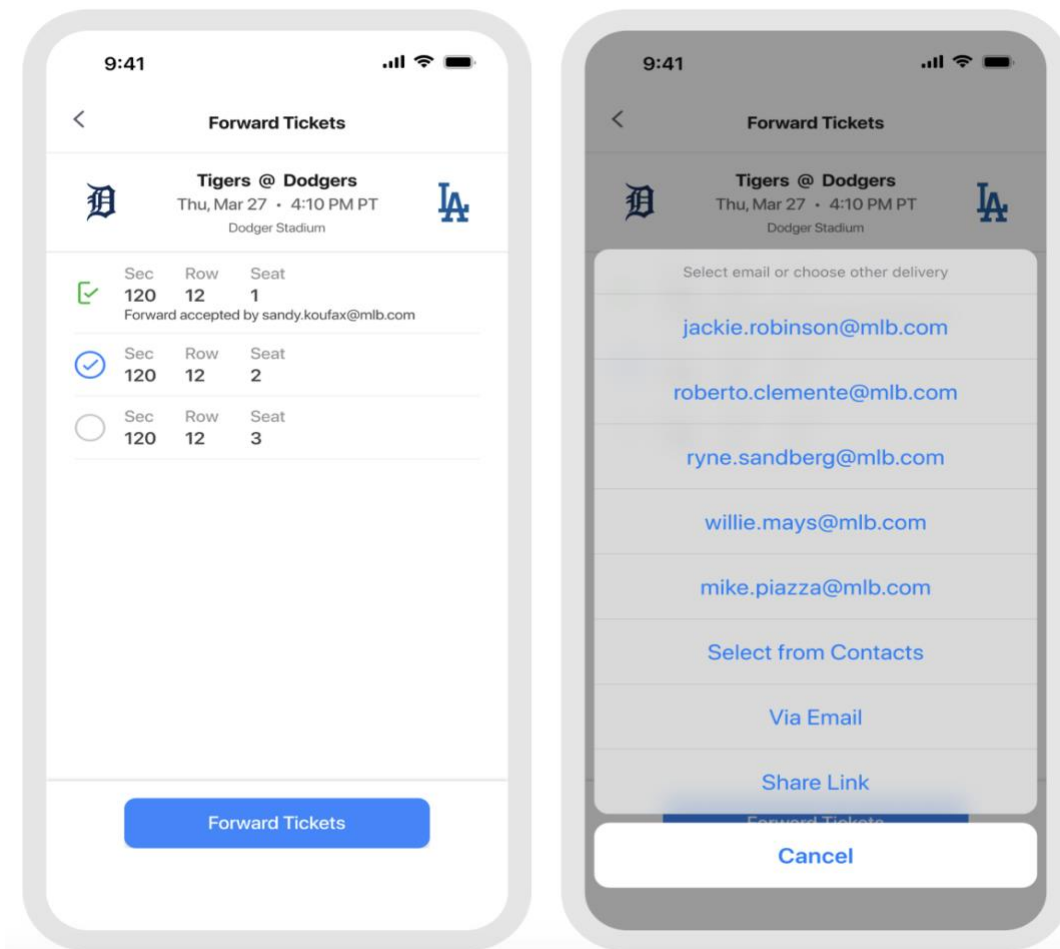 9:41
Forward Tickets
Tigers @ Dodgers
Thu, Mar 27 • 4:10 PM PT
Dodger Stadium
Sec Row Seat
120 12 1
Forward accepted by sandy.koufax@mlb.com
Sec Row Seat
120 12 2
Sec Row Seat
120 12 3
Forward Tickets
9:41
Forward Tickets
Tigers @ Dodgers
Thu, Mar 27 • 4:10 PM PT
Dodger Stadium
Select email or choose other delivery
jackie.robinson@mlb.com
roberto.clemente@mlb.com
ryne.sandberg@mlb.com
willie.mays@mlb.com
mike.piazza@mlb.com
Select from Contacts
Via Email
Share Link
Forward Tickets
Cancel